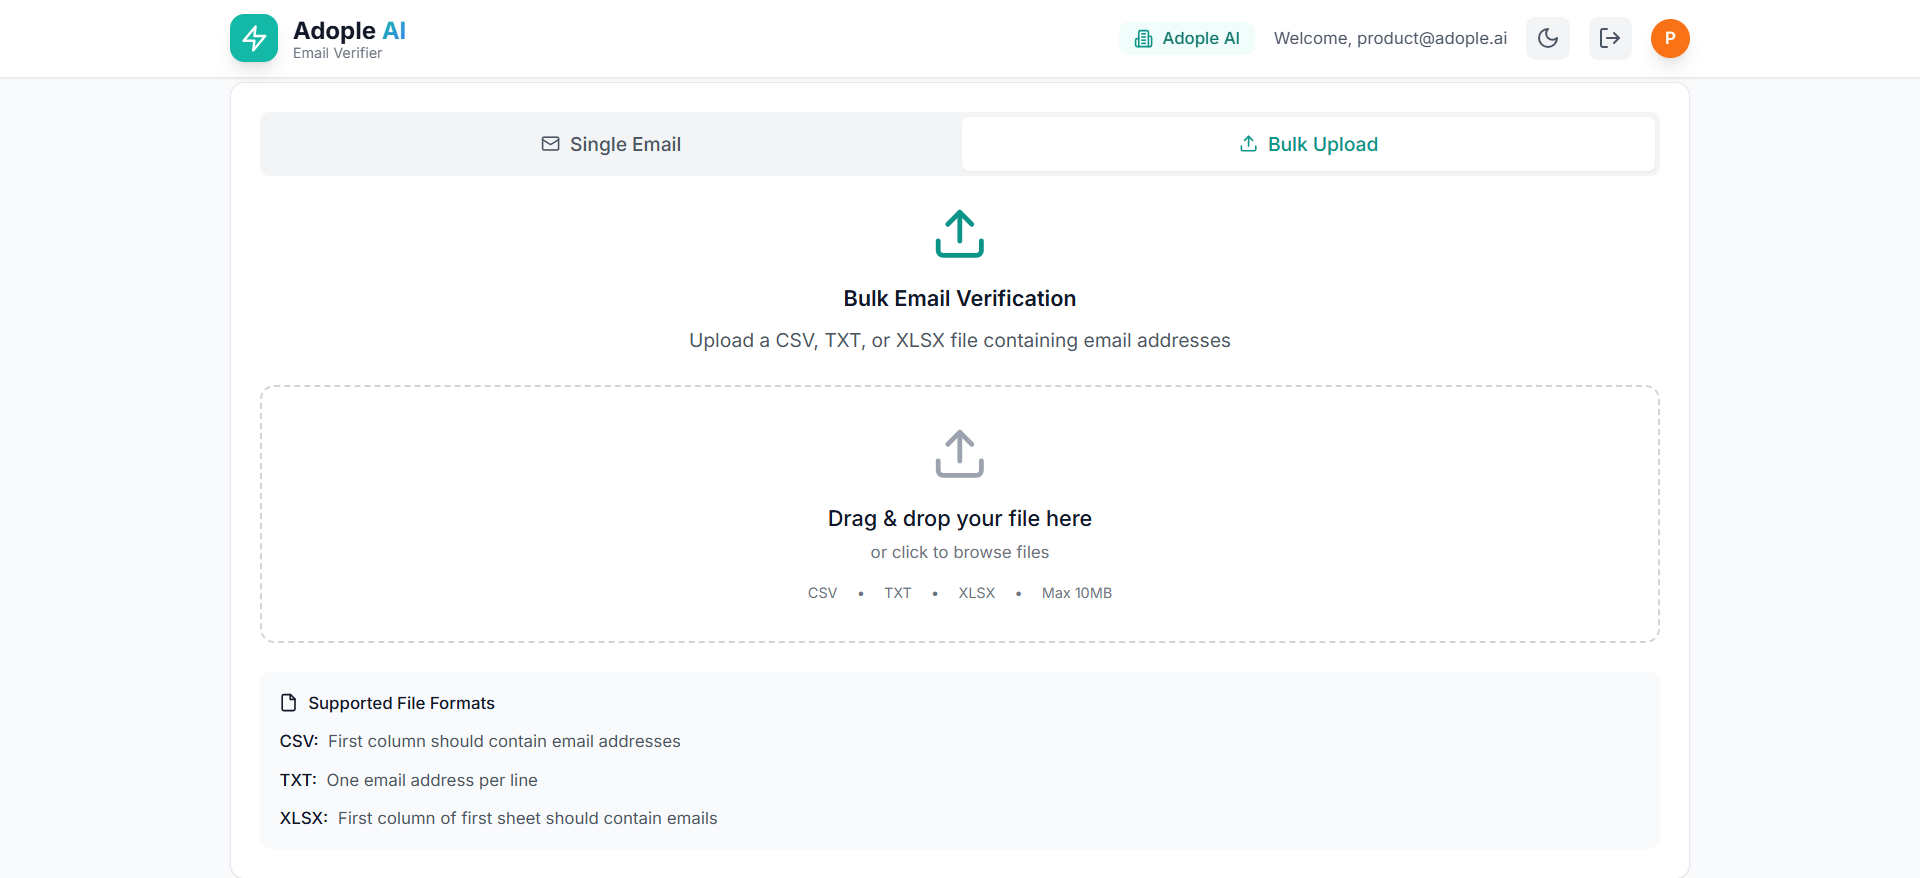 Adople AI
Email Verifier
Adople AI
Welcome, product@adople.ai
P
Single Email
Bulk Upload
Bulk Email Verification
Upload a CSV, TXT, or XLSX file containing email addresses
Drag & drop your file here
or click to browse files
CSV • TXT • XLSX • Max 10MB
Supported File Formats
CSV: First column should contain email addresses
TXT: One email address per line
XLSX: First column of first sheet should contain emails